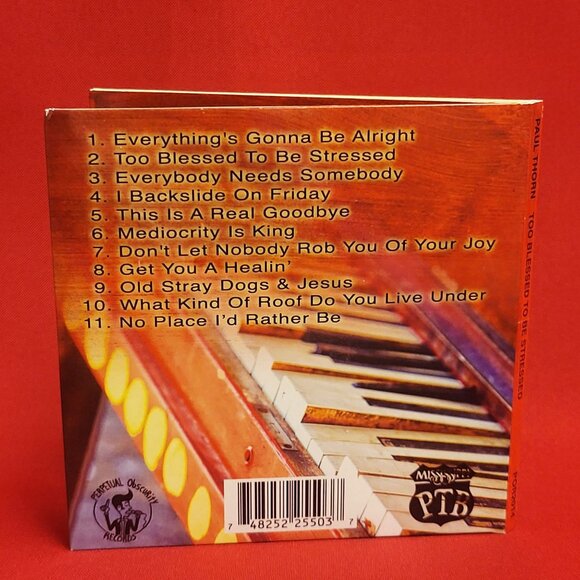 1. Everything's Gonna Be Alright
2. Too Blessed To Be Stressed
3. Everybody Needs Somebody
4. I Backslide On Friday
5. This Is A Real Goodbye
6. Mediocrity Is King
7. Don't Let Nobody Rob You Of Your Joy
8. Get You A Healin'
9. Old Stray Dogs & Jesus
10. What Kind Of Roof Do You Live Under
11. No Place I'd Rather Be
PAUL THORN TOO BLESSED TO BE STRESSED
PERPETUAL OBSCURITY
RECORDS
7 48252 25503 7
MISSISSIPPI
PTB